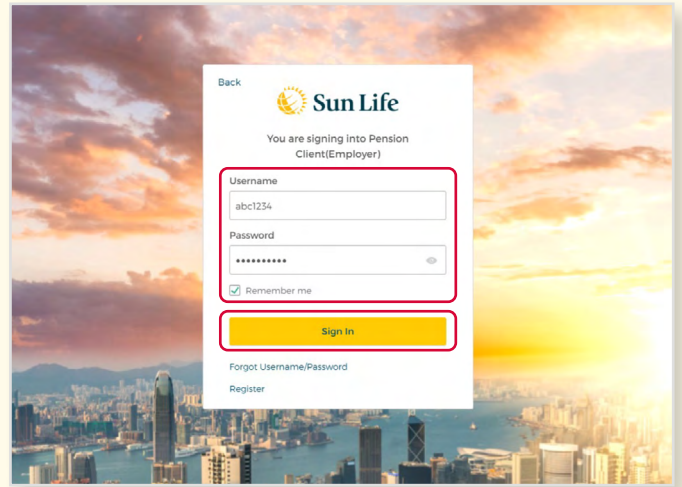 Back
Sun Life
You are signing into Pension
Client(Employer)
Username
abc1234
Password
••••••••••
Remember me
Sign In
Forgot Username/Password
Register